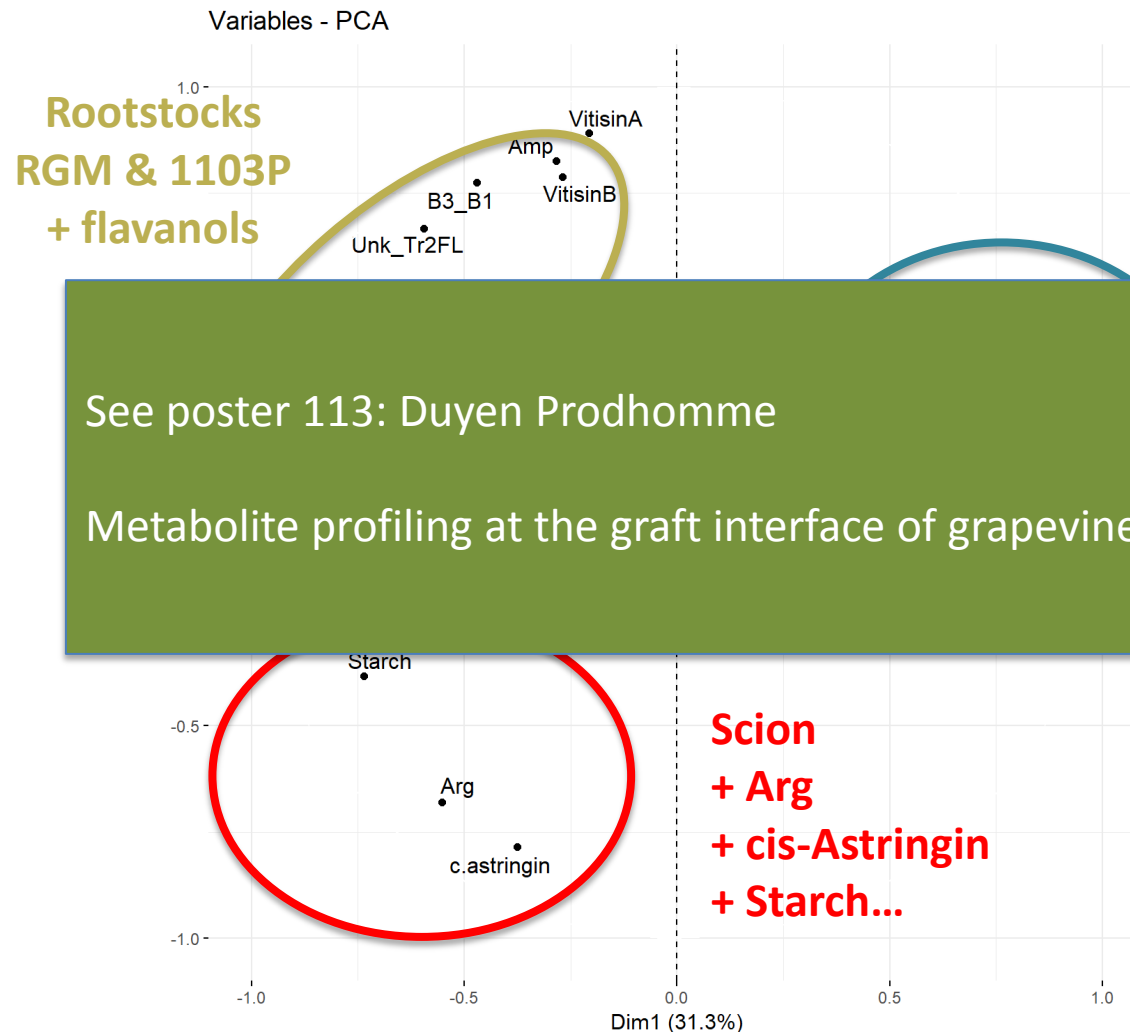 Variables - PCA
1.0
Rootstocks
RGM & 1103P
+ flavanols
VitisinA
Amp
VitisinB
B3_B1
Unk_Tr2FL
See poster 113: Duyen Prodhomme
Metabolite profiling at the graft interface of grapevine
Starch
-0.5
Scion
+ Arg
+ cis-Astringin
+ Starch...
Arg
c.astringin
-1.0
-1.0 -0.5 0.0 0.5 1.0
Dim1 (31.3%)